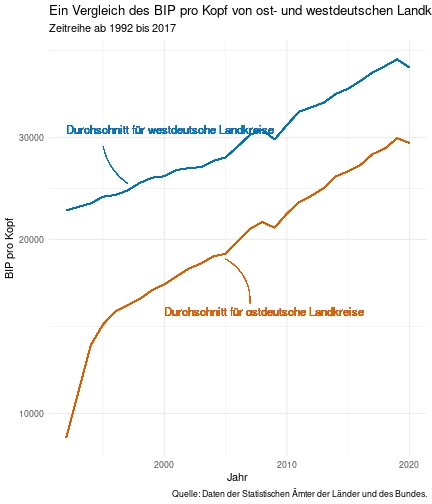 Ein Vergleich des BIP pro Kopf von ost- und westdeutschen Landk
Zeitreihe ab 1992 bis 2017
BIP pro Kopf
30000
20000
10000
Durchschnitt für westdeutsche Landkreise
Durchschnitt für ostdeutsche Landkreise
2000
2010
2020
Jahr
Quelle: Daten der Statistischen Ämter der Länder und des Bundes.